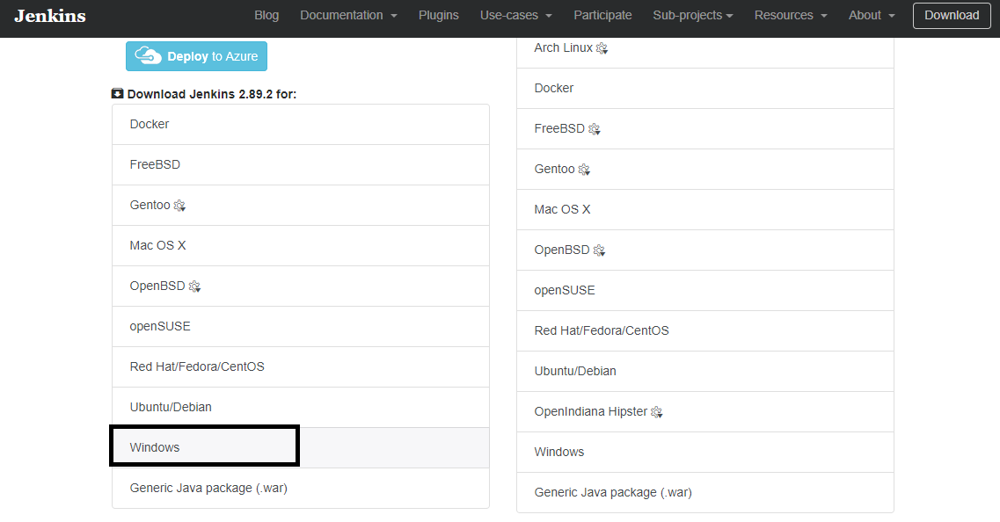 Jenkins
Blog
Documentation
Plugins
Use-cases
Participate
Sub-projects
Resources
About
Download
Deploy to Azure
Download Jenkins 2.89.2 for:
Docker
FreeBSD
Gentoo
Mac OS X
OpenBSD
openSUSE
Red Hat/Fedora/CentOS
Ubuntu/Debian
Windows
Generic Java package (.war)
Arch Linux
Docker
FreeBSD
Gentoo
Mac OS X
OpenBSD
openSUSE
Red Hat/Fedora/CentOS
Ubuntu/Debian
OpenIndiana Hipster
Windows
Generic Java package (.war)